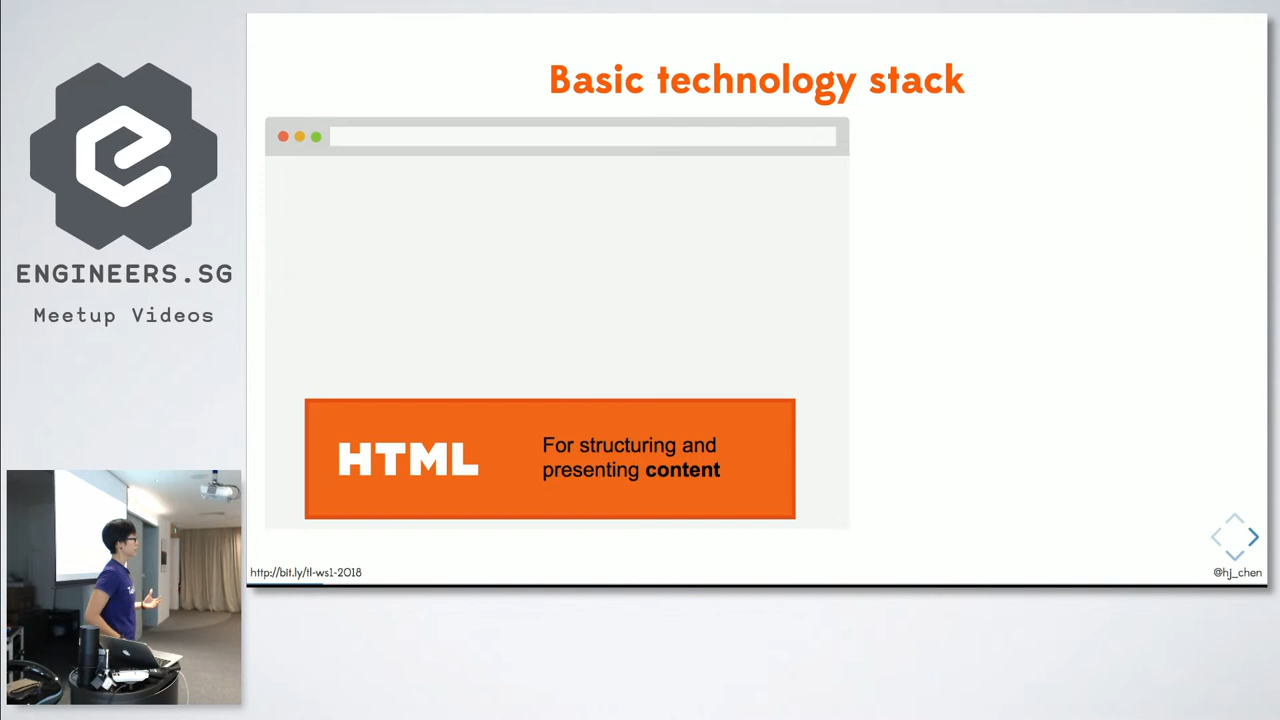 ENGINEERS.SG
Meetup Videos
Basic technology stack
HTML
For structuring and
presenting content
http://bit.ly/tl-ws1-2018
@hj_chen